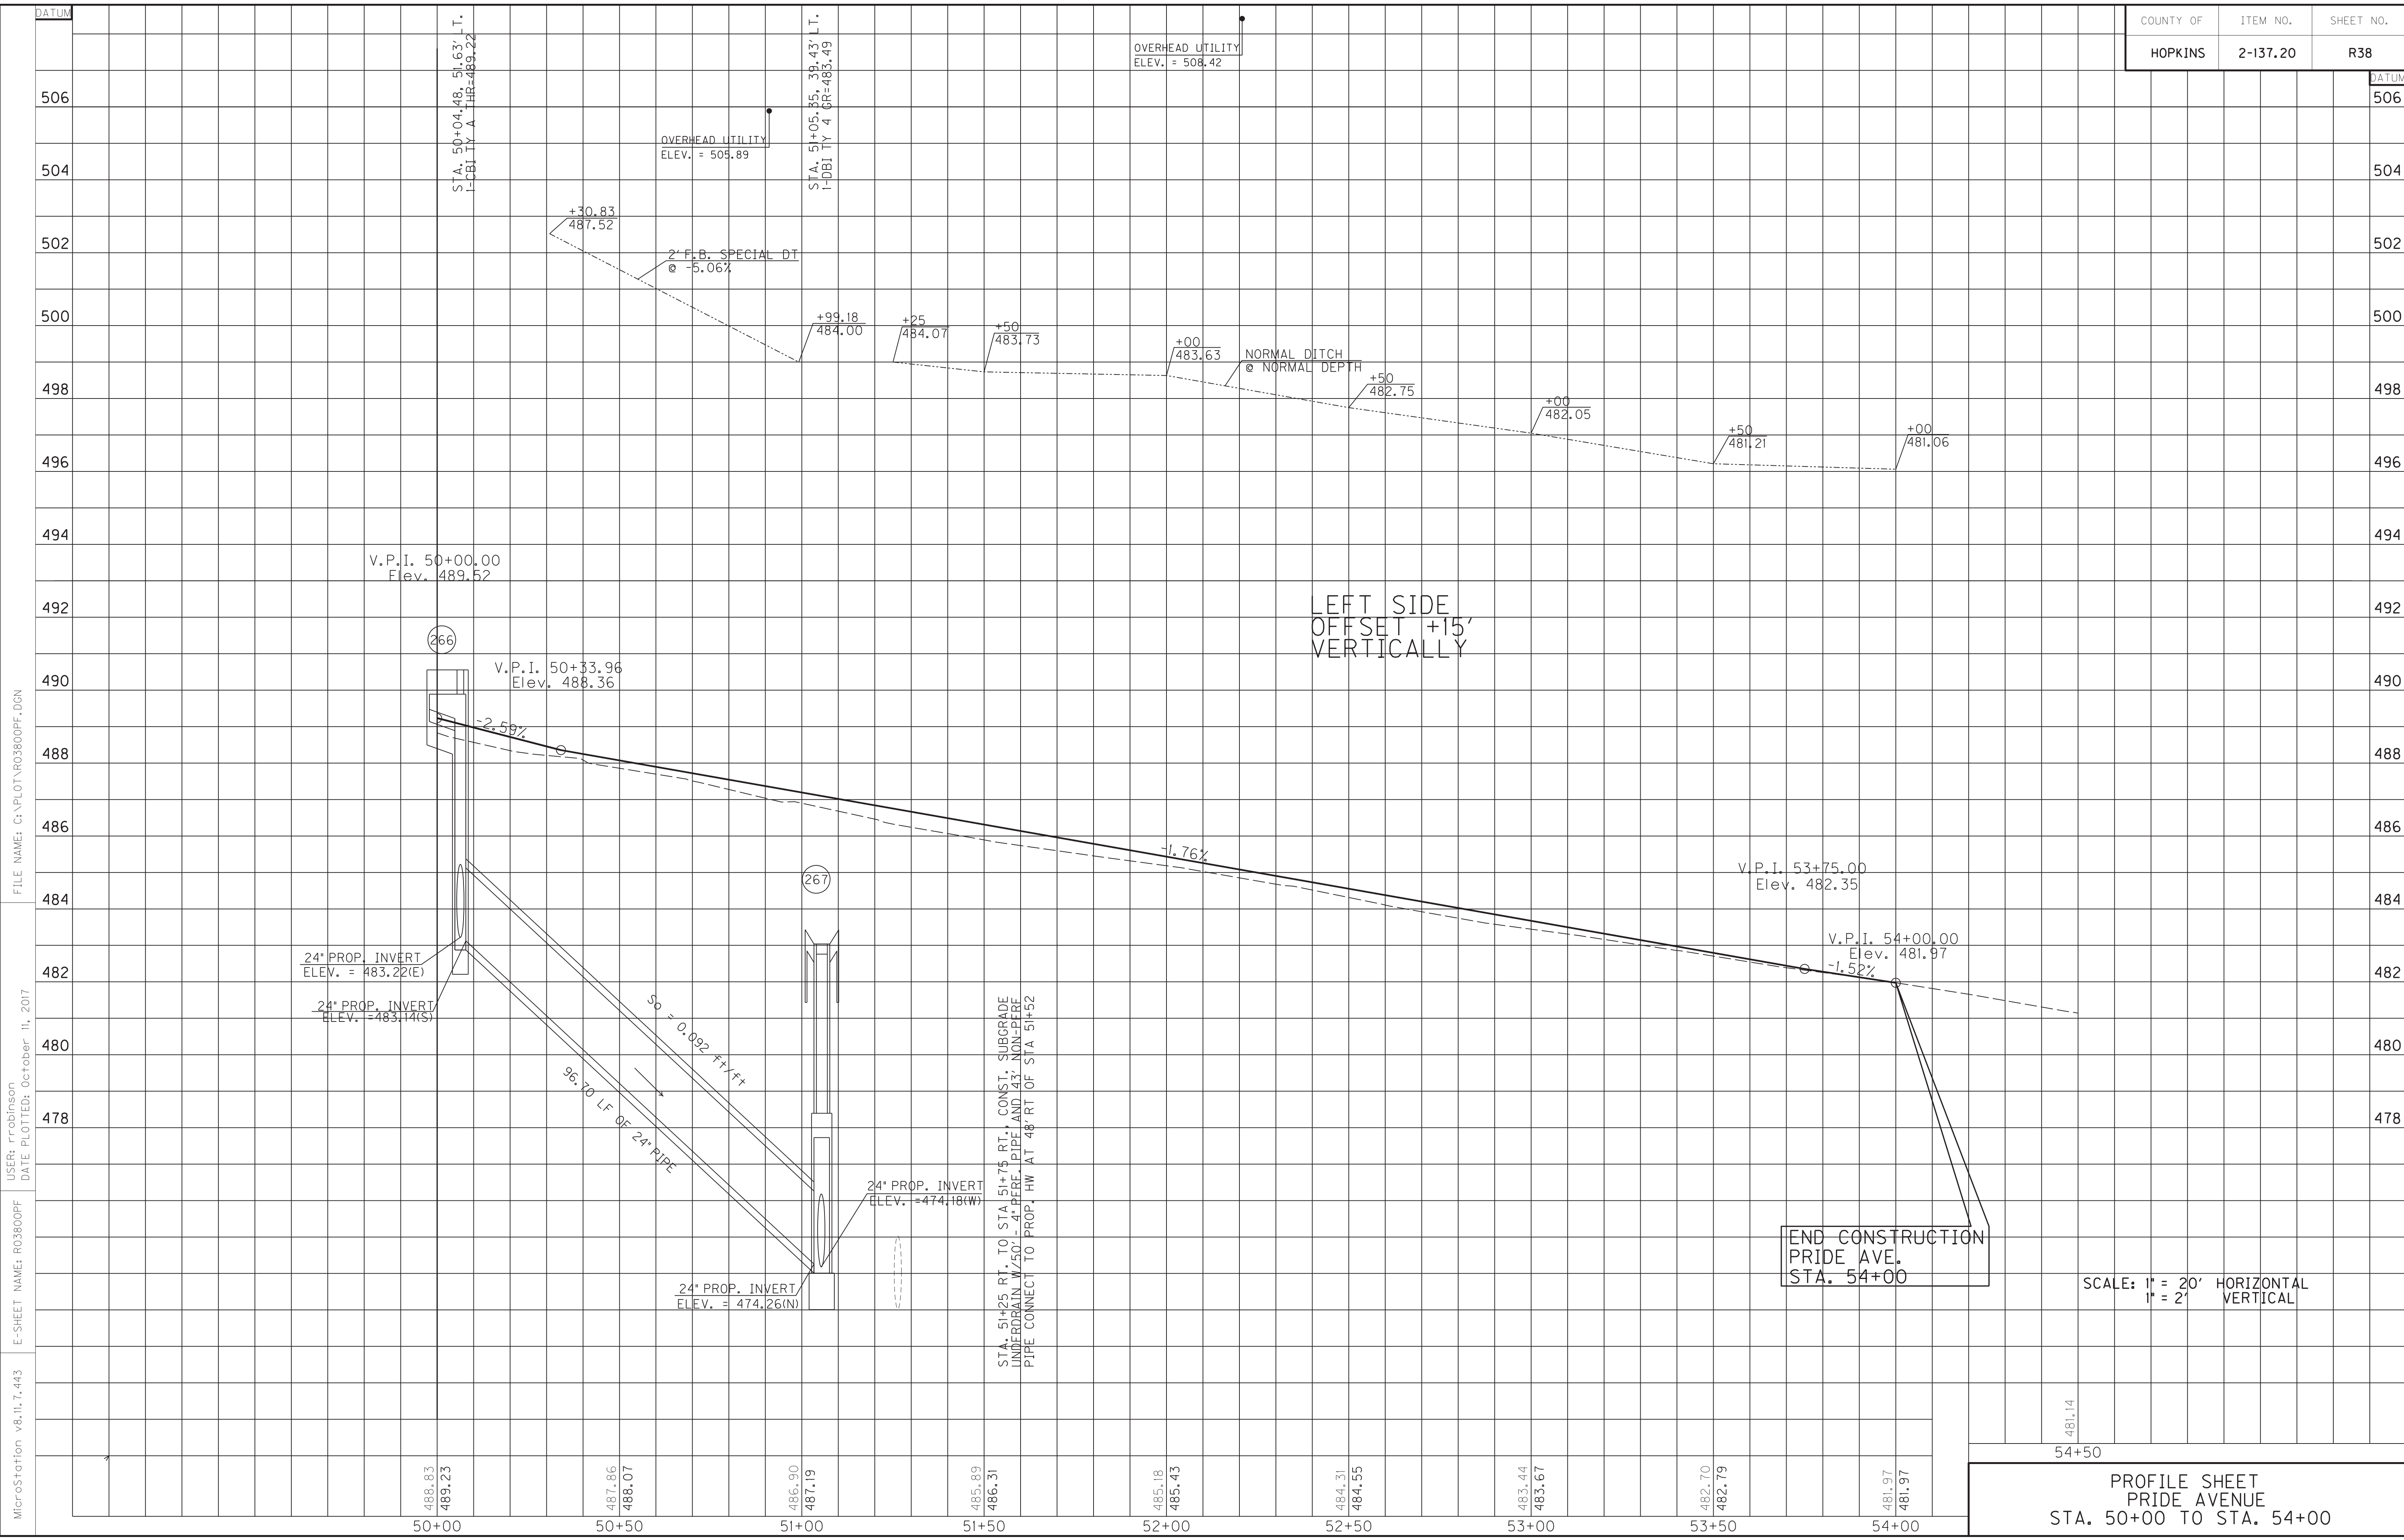 DATUM
COUNTY OF
ITEM NO.
SHEET NO.
HOPKINS
2-137.20
R38
DATUM
STA. 50+04.48, 51.63' LT.
1-CBI TY A THR=489.22
STA. 51+05.35, 39.43' LT.
1-DBI TY 4 GR=483.49
OVERHEAD UTILITY
ELEV. = 508.42
OVERHEAD UTILITY
ELEV. = 505.89
506
506
504
504
502
502
500
500
498
498
496
496
494
494
492
492
490
490
488
488
486
486
484
484
482
482
480
480
478
478
+30.83
487.52
2' F.B. SPECIAL DT
@ -5.06%
+99.18
484.00
+25
484.07
+50
483.73
+00
483.63
NORMAL DITCH
@ NORMAL DEPTH
+50
482.75
+00
482.05
+50
481.21
+00
481.06
V.P.I. 50+00.00
Elev. 489.52
LEFT SIDE
OFFSET +15'
VERTICALLY
266
V.P.I. 50+33.96
Elev. 488.36
-2.59%
-1.76%
267
V.P.I. 53+75.00
Elev. 482.35
V.P.I. 54+00.00
Elev. 481.97
-1.52%
24" PROP. INVERT
ELEV. = 483.22(E)
24" PROP. INVERT
ELEV. =483.14(S)
So = 0.092 ft/ft
96.70 LF OF 24" PIPE
24" PROP. INVERT
ELEV. =474.18(W)
24" PROP. INVERT
ELEV. = 474.26(N)
STA. 51+25 RT. TO STA 51+75 RT., CONST. SUBGRADE
UNDERDRAIN W/50' - 4" PERF. PIPE AND 43' NON-PERF
PIPE CONNECT TO PROP. HW AT 48' RT OF STA 51+52
END CONSTRUCTION
PRIDE AVE.
STA. 54+00
SCALE: 1" = 20' HORIZONTAL
1" = 2' VERTICAL
488.83
489.23
487.86
488.07
486.90
487.19
485.89
486.31
485.18
485.43
484.31
484.55
483.44
483.67
482.70
482.79
481.97
481.97
481.14
50+00
50+50
51+00
51+50
52+00
52+50
53+00
53+50
54+00
54+50
PROFILE SHEET
PRIDE AVENUE
STA. 50+00 TO STA. 54+00
FILE NAME: C:\PLOT\R03800PF.DGN
USER: rrobinson
DATE PLOTTED: October 11, 2017
E-SHEET NAME: R03800PF
MicroStation v8.11.7.443